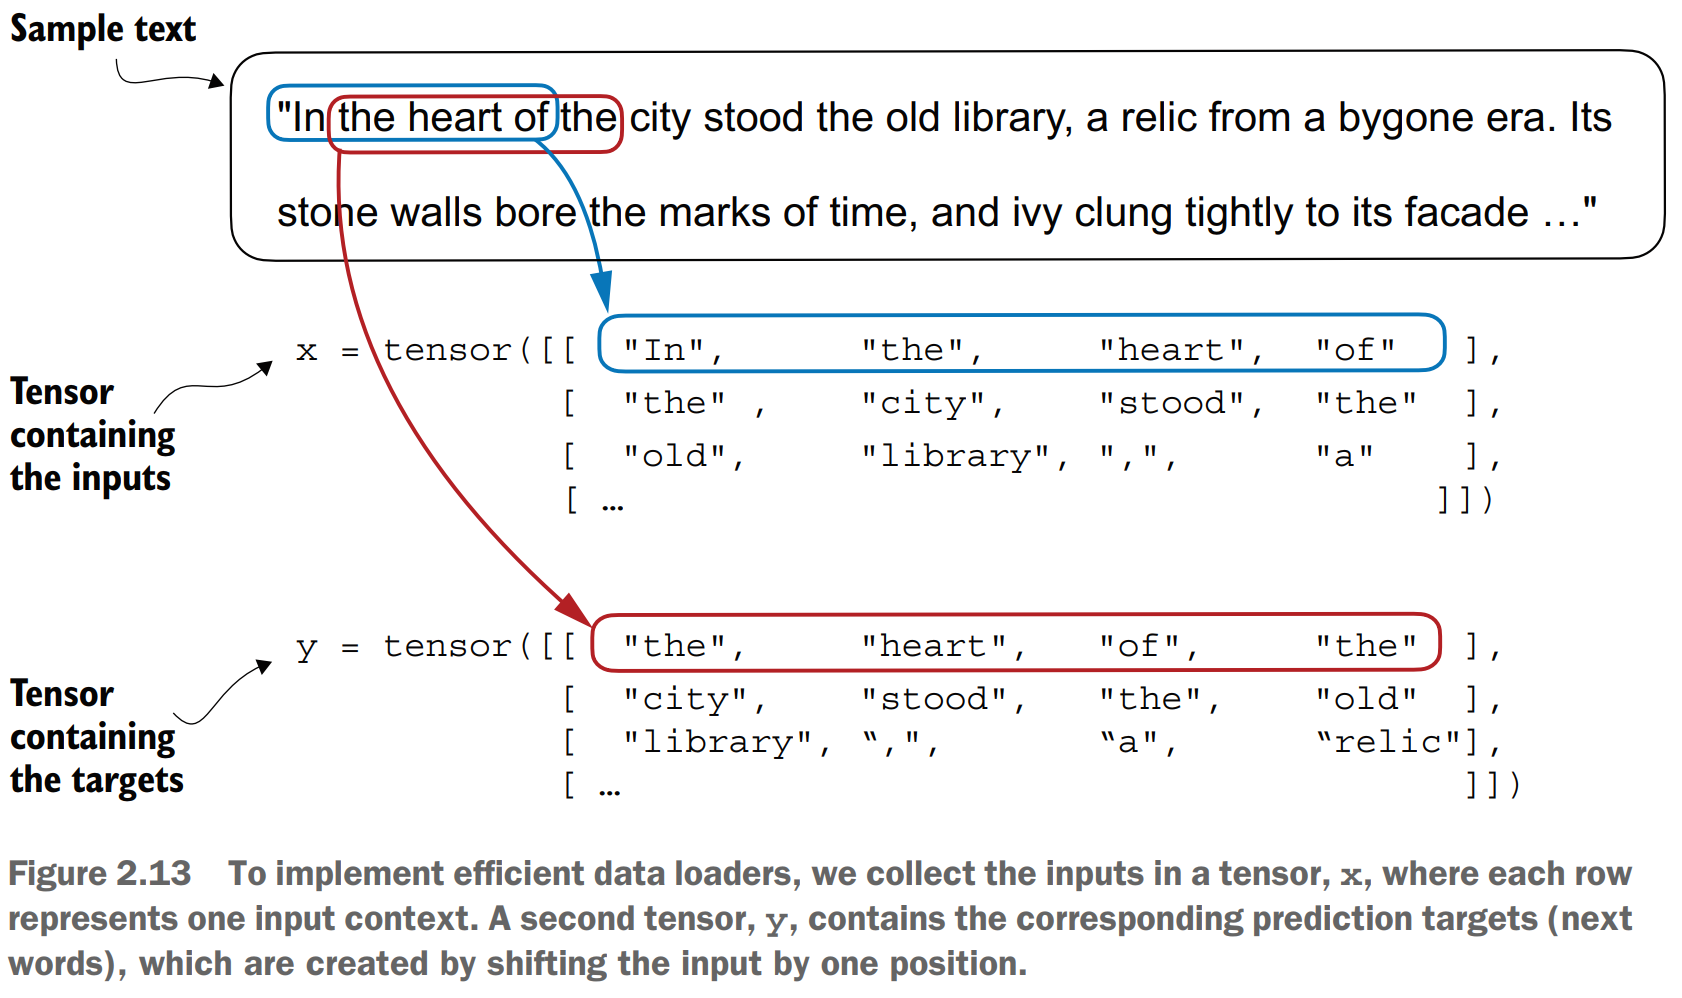 Sample text
"In the heart of the city stood the old library, a relic from a bygone era. Its
stone walls bore the marks of time, and ivy clung tightly to its facade …"
x = tensor([[ "In", "the", "heart", "of" ],
[ "the" , "city", "stood", "the" ],
[ "old", "library", ",", "a" ],
[ … ]])
Tensor
containing
the inputs
y = tensor([[ "the", "heart", "of", "the" ],
[ "city", "stood", "the", "old" ],
[ "library", “,", “a", “relic"],
[ … ]])
Tensor
containing
the targets
Figure 2.13 To implement efficient data loaders, we collect the inputs in a tensor, x, where each row
represents one input context. A second tensor, y, contains the corresponding prediction targets (next
words), which are created by shifting the input by one position.